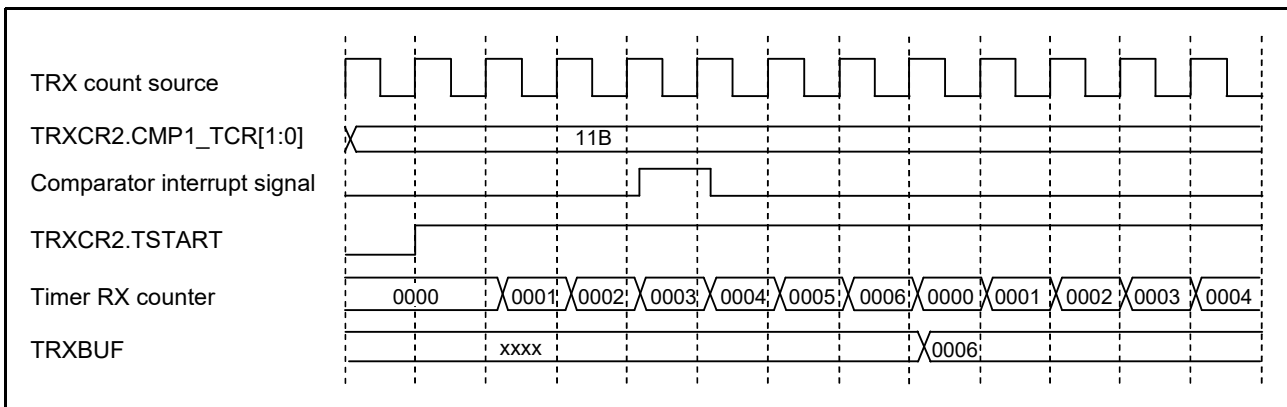 TRX count source
TRXCR2.CMP1_TCR[1:0] 11B
Comparator interrupt signal
TRXCR2.TSTART
Timer RX counter 0000 0001 0002 0003 0004 0005 0006 0000 0001 0002 0003 0004
TRXBUF xxxx 0006